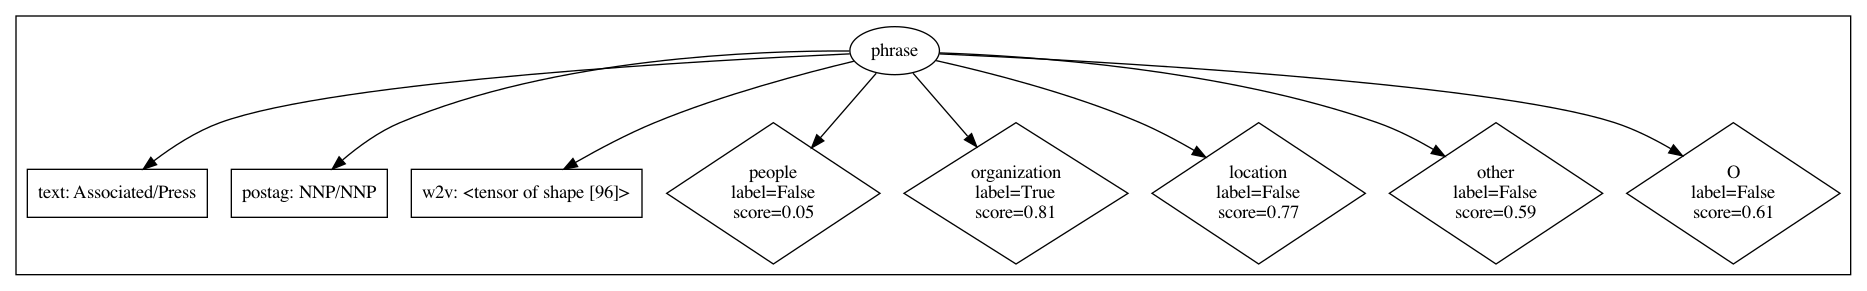 phrase
text: Associated/Press
postag: NNP/NNP
w2v: <tensor of shape [96]>
people
label=False
score=0.05
organization
label=True
score=0.81
location
label=False
score=0.77
other
label=False
score=0.59
O
label=False
score=0.61